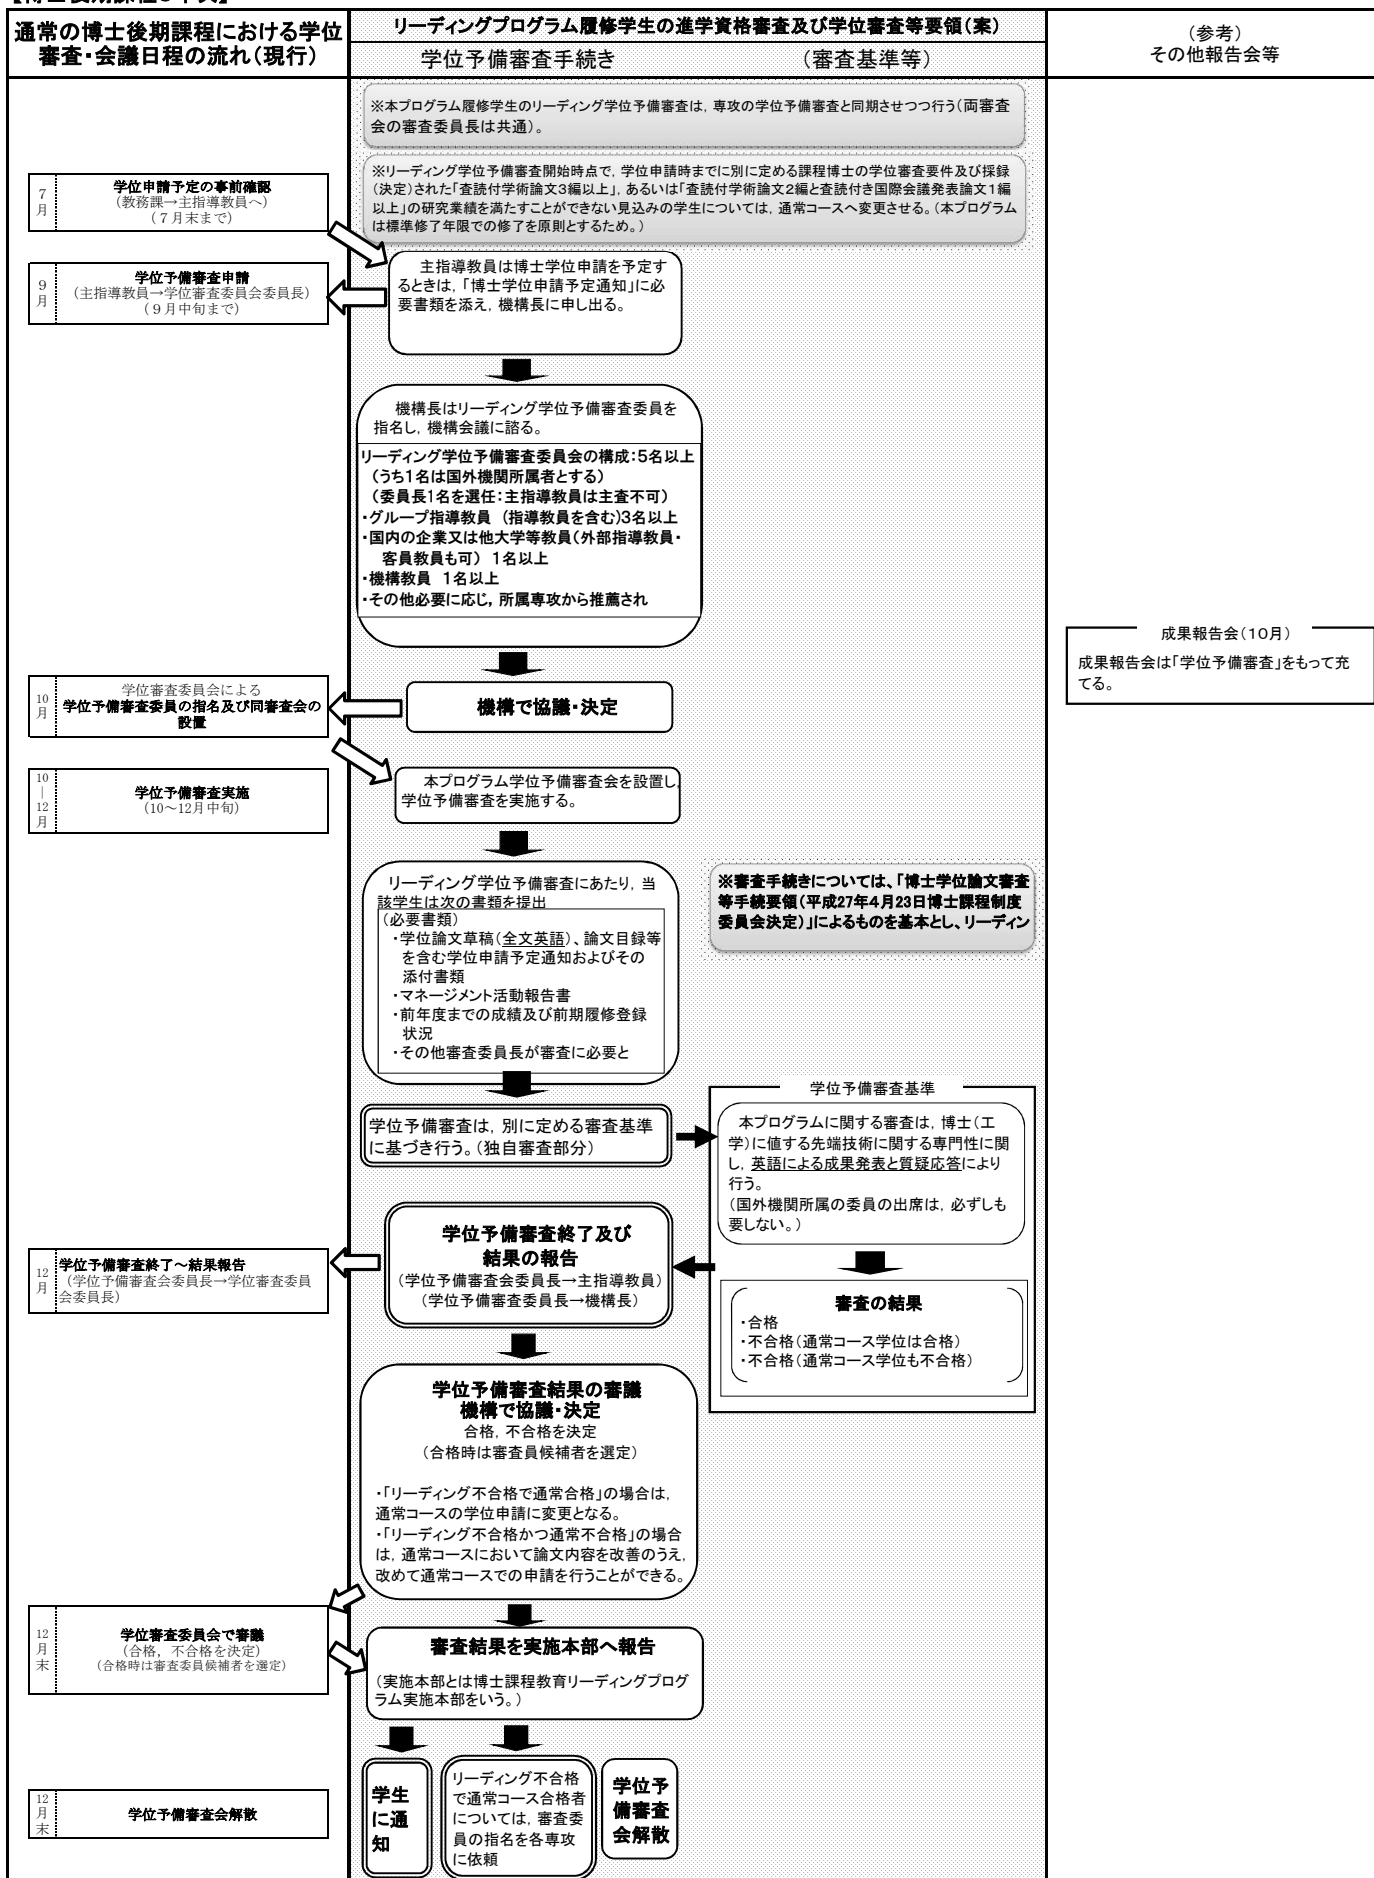 通常の博士後期課程における学位
審査・会議日程の流れ(現行)
リーディングプログラム履修学生の進学資格審査及び学位審査等要領(案)
学位予備審査手続き
(審査基準等)
(参考)
その他報告会等
※本プログラム履修学生のリーディング学位予備審査は,専攻の学位予備審査と同期させつつ行う(両審査
会の審査委員長は共通)。
※リーディング学位予備審査開始時点で,学位申請時までに別に定める課程博士の学位審査要件及び採録
(決定)された「査読付学術論文3編以上」,あるいは「査読付学術論文2編と査読付き国際会議発表論文1編
以上」の研究業績を満たすことができない見込みの学生については,通常コースへ変更させる。(本プログラム
は標準修了年限での修了を原則とするため。)
7
月
学位申請予定の事前確認
(教務課→主指導教員へ)
(7月末まで)
9
月
学位予備審査申請
(主指導教員→学位審査委員会委員長)
(9月中旬まで)
主指導教員は博士学位申請を予定す
るときは,「博士学位申請予定通知」に必
要書類を添え,機構長に申し出る。
機構長はリーディング学位予備審査委員を
指名し,機構会議に諮る。
リーディング学位予備審査委員会の構成:5名以上
(うち1名は国外機関所属者とする)
(委員長1名を選任:主指導教員は主査不可)
・グループ指導教員 (指導教員を含む)3名以上
・国内の企業又は他大学等教員(外部指導教員・
客員教員も可) 1名以上
・機構教員 1名以上
・その他必要に応じ,所属専攻から推薦され
成果報告会(10月)
成果報告会は「学位予備審査」をもって充
てる。
10
月
学位審査委員会による
学位予備審査委員の指名及び同審査会の
設置
機構で協議・決定
10
|
12
月
学位予備審査実施
(10～12月中旬)
本プログラム学位予備審査会を設置し,
学位予備審査を実施する。
リーディング学位予備審査にあたり,当
該学生は次の書類を提出
(必要書類)
・学位論文草稿(全文英語)、論文目録等
を含む学位申請予定通知およびその
添付書類
・マネージメント活動報告書
・前年度までの成績及び前期履修登録
状況
・その他審査委員長が審査に必要と
※審査手続きについては、「博士学位論文審査
等手続要領(平成27年4月23日博士課程制度
委員会決定)」によるものを基本とし、リーディン
学位予備審査は,別に定める審査基準
に基づき行う。(独自審査部分)
学位予備審査基準
本プログラムに関する審査は,博士(工
学)に値する先端技術に関する専門性に関
し,英語による成果発表と質疑応答により
行う。
(国外機関所属の委員の出席は,必ずしも
要しない。)
12
月
学位予備審査終了～結果報告
(学位予備審査会委員長→学位審査委員
会委員長)
学位予備審査終了及び
結果の報告
(学位予備審査会委員長→主指導教員)
(学位予備審査委員長→機構長)
審査の結果
・合格
・不合格(通常コース学位は合格)
・不合格(通常コース学位も不合格)
学位予備審査結果の審議
機構で協議・決定
合格,不合格を決定
(合格時は審査員候補者を選定)
・「リーディング不合格で通常合格」の場合は,
通常コースの学位申請に変更となる。
・「リーディング不合格かつ通常不合格」の場合
は,通常コースにおいて論文内容を改善のうえ,
改めて通常コースでの申請を行うことができる。
12
月
末
学位審査委員会で審議
(合格,不合格を決定)
(合格時は審査委員候補者を選定)
審査結果を実施本部へ報告
(実施本部とは博士課程教育リーディングプログ
ラム実施本部をいう。)
12
月
末
学位予備審査会解散
学生
に通
知
リーディング不合格
で通常コース合格者
については,審査委
員の指名を各専攻
に依頼
学位予
備審査
会解散